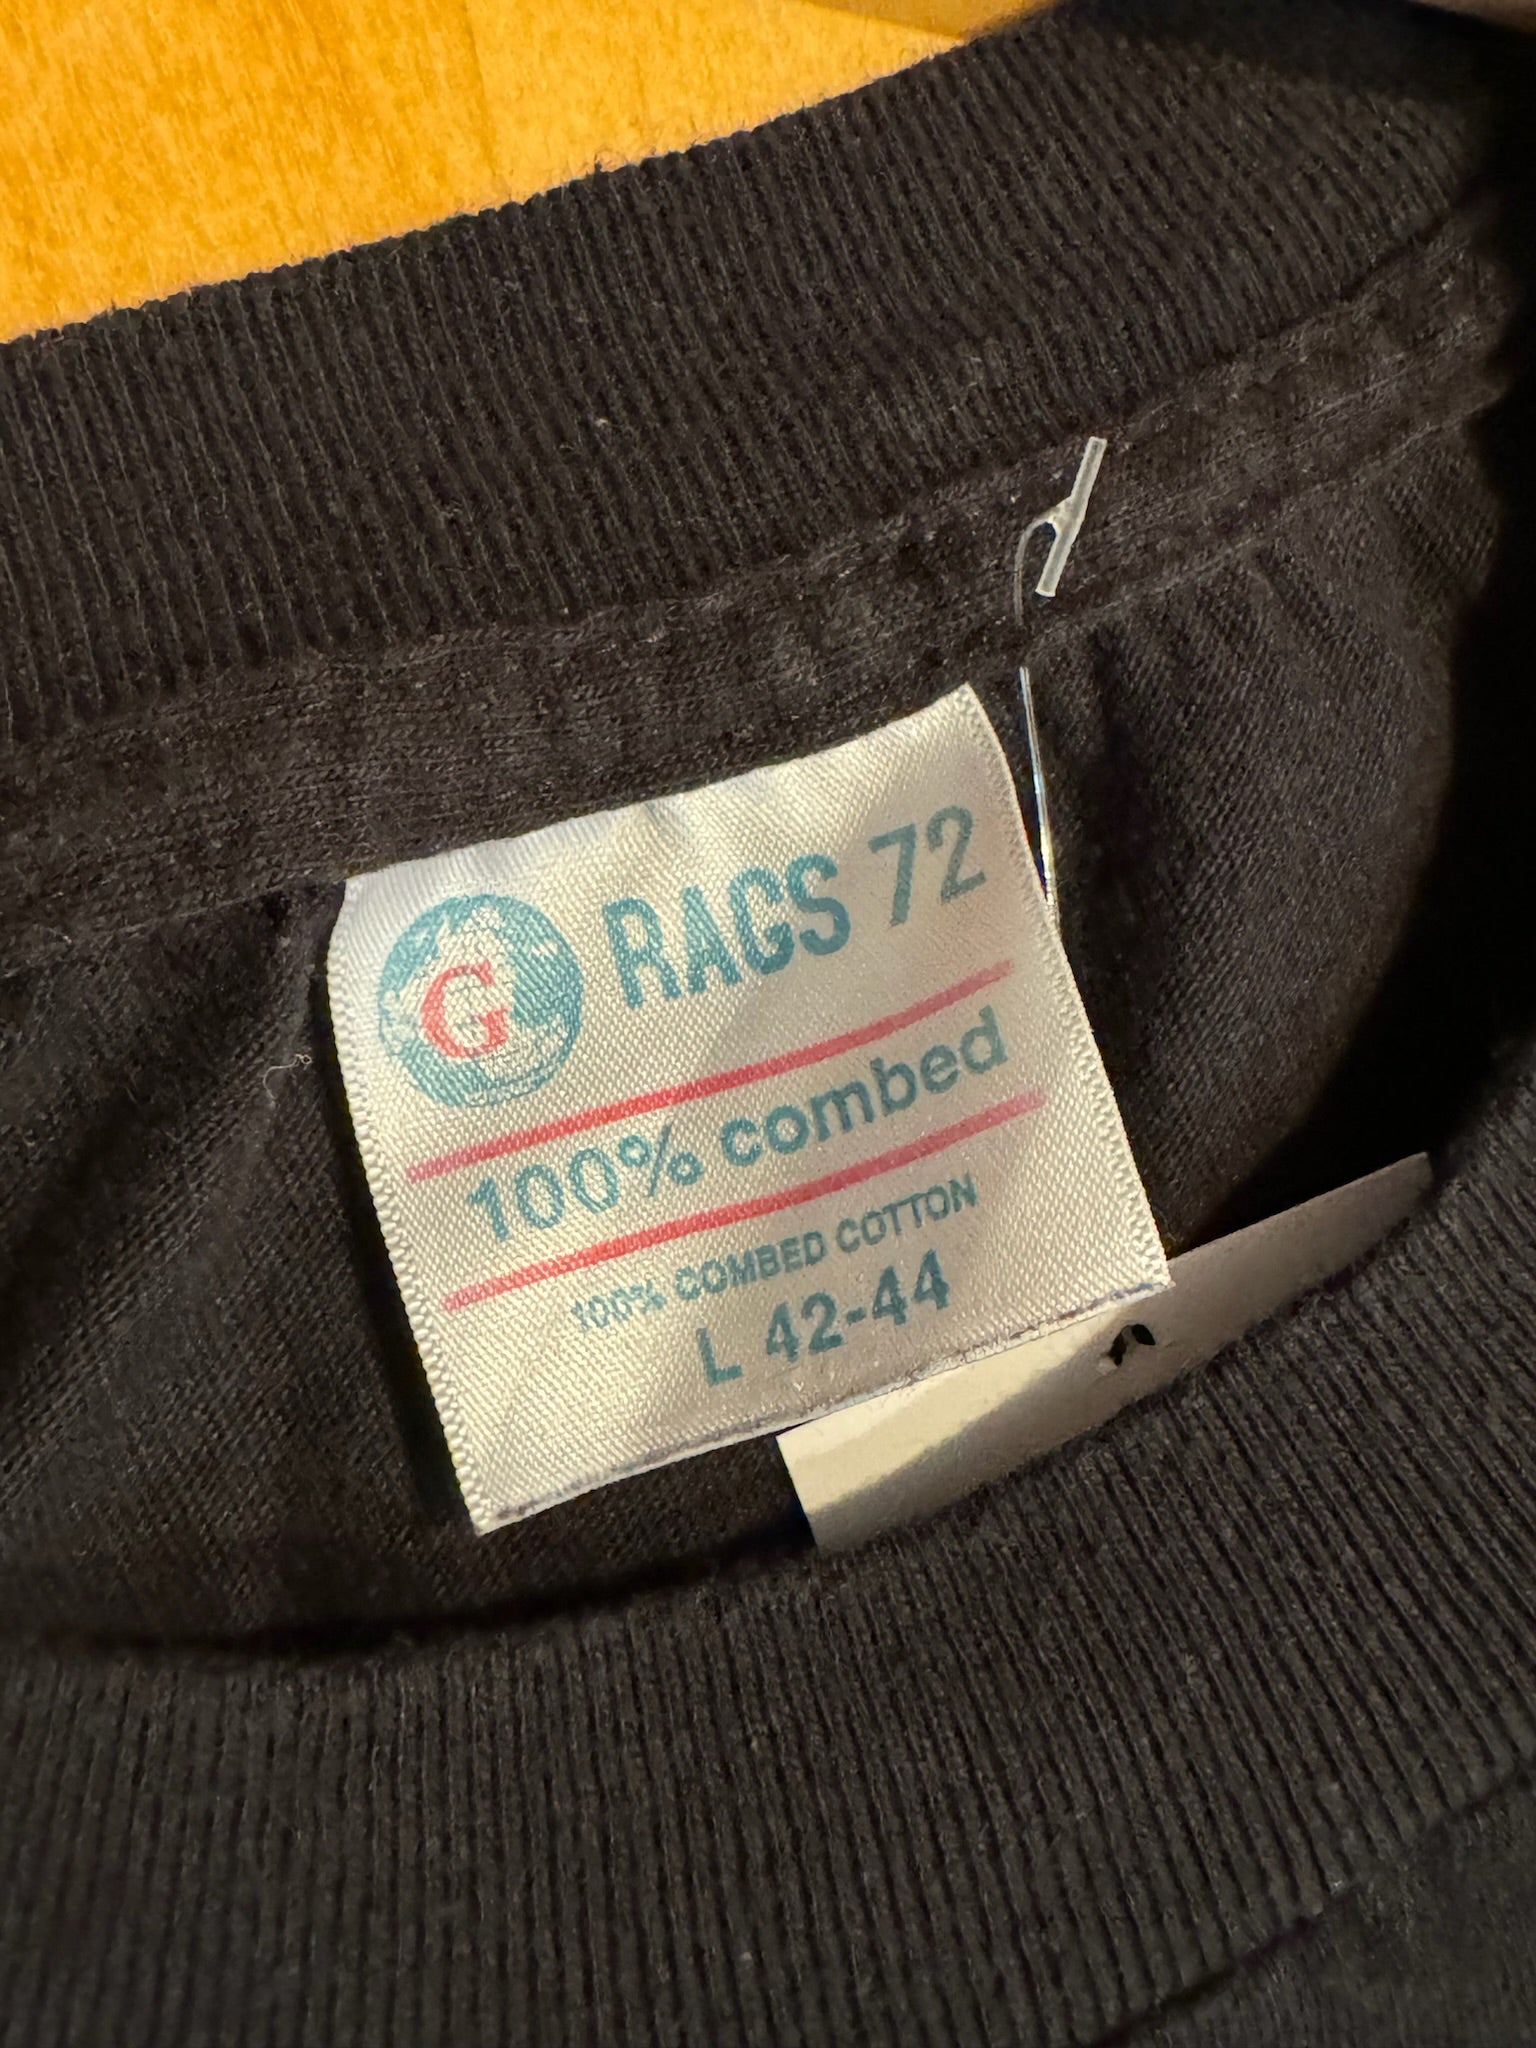 G RAGS 72
100% combed
100% COMBED COTTON
L 42-44